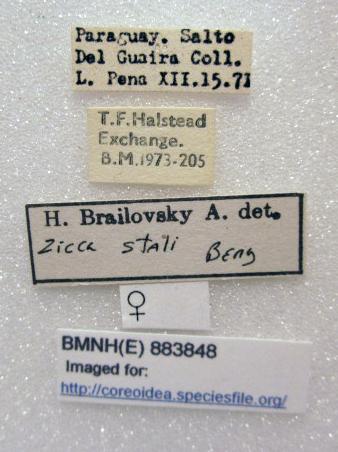 Paraguay. Salto
Del Guaira Coll.
L. Pena XII.15.71
T.F.Halstead
Exchange.
B.M.1973-205
H. Brailovsky A. det.
Zicca stali Berg
♀
BMNH(E) 883848
Imaged for:
http://coreoidea.speciesfile.org/